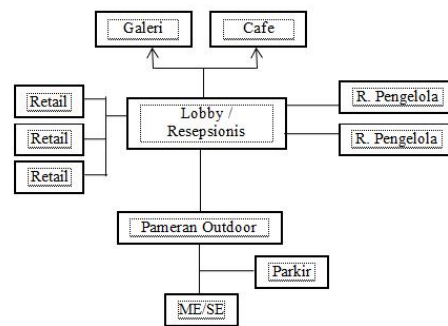 Galeri
Cafe
Retail
Retail
Retail
Lobby /
Resepsionis
R. Pengelola
R. Pengelola
Pameran Outdoor
Parkir
ME/SE